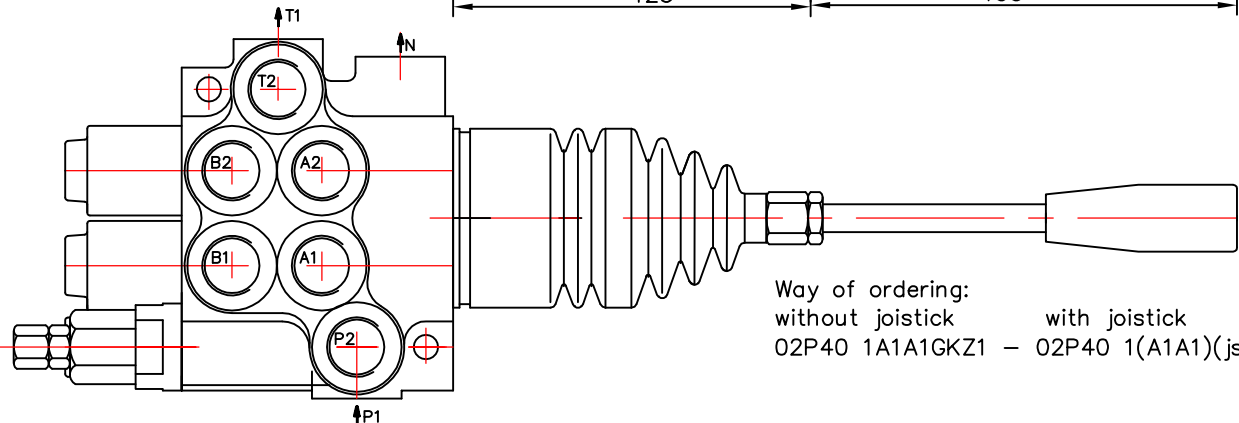 T1
N
T2
B2 A2
B1 A1
P2
P1
Way of ordering:
without joistick with joistick
02P40 1A1A1GKZ1 – 02P40 1(A1A1)(js